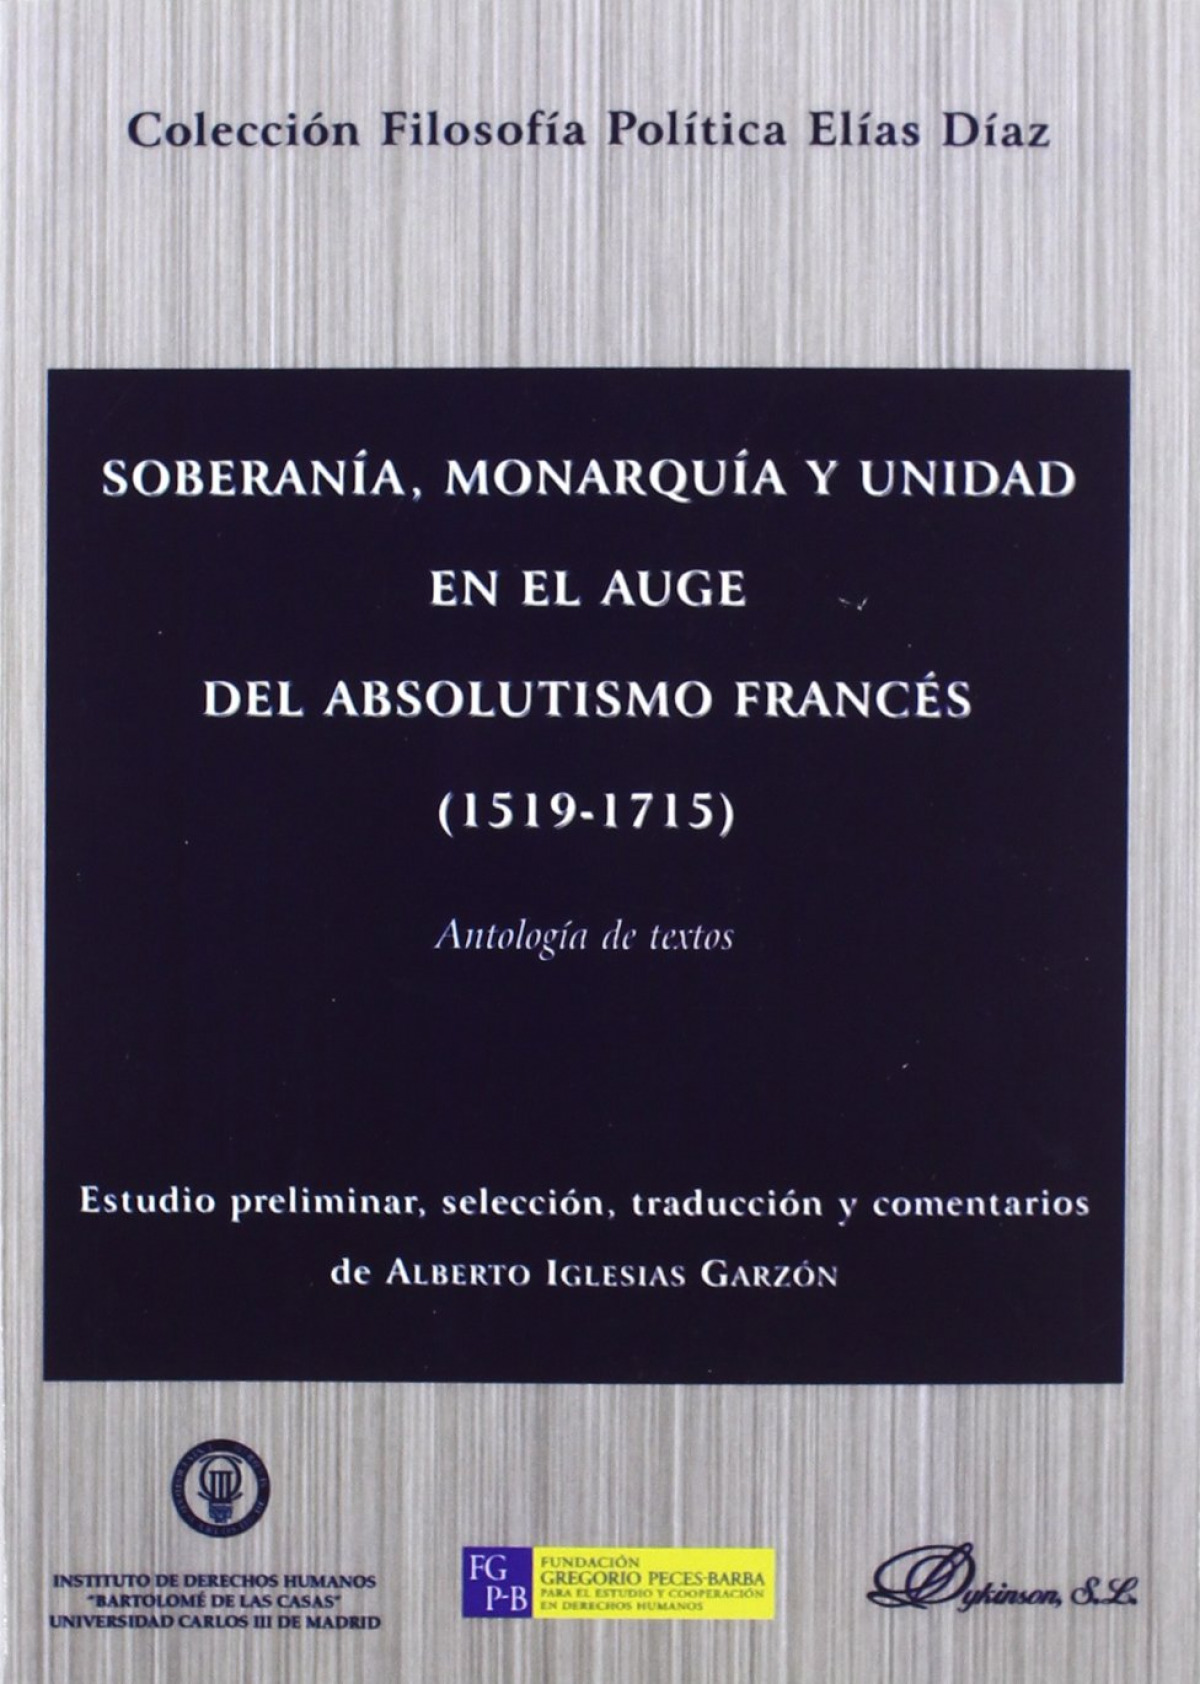 Colección Filosofía Política Elías Díaz
SOBERANÍA, MONARQUÍA Y UNIDAD
EN EL AUGE
DEL ABSOLUTISMO FRANCÉS
(1519-1715)
Antología de textos
Estudio preliminar, selección, traducción y comentarios
de ALBERTO IGLESIAS GARZÓN
INSTITUTO DE DERECHOS HUMANOS
"BARTOLOMÉ DE LAS CASAS"
UNIVERSIDAD CARLOS III DE MADRID
FG
P-B
FUNDACIÓN
GREGORIO PECES-BARBA
PARA EL ESTUDIO Y COOPERACIÓN
EN DERECHOS HUMANOS
Dykinson, S.L.